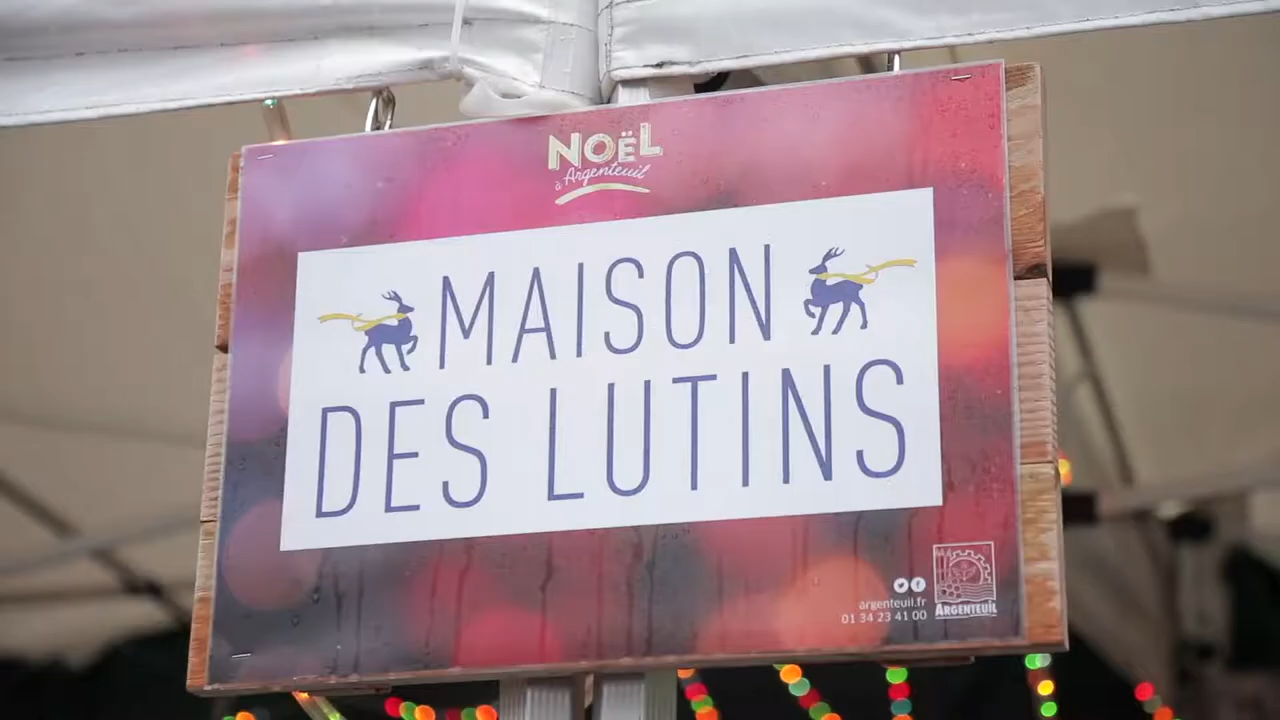 NOËL
à Argenteuil
MAISON
DES LUTINS
argenteuil.fr
01 34 23 41 00
ARGENTEUIL